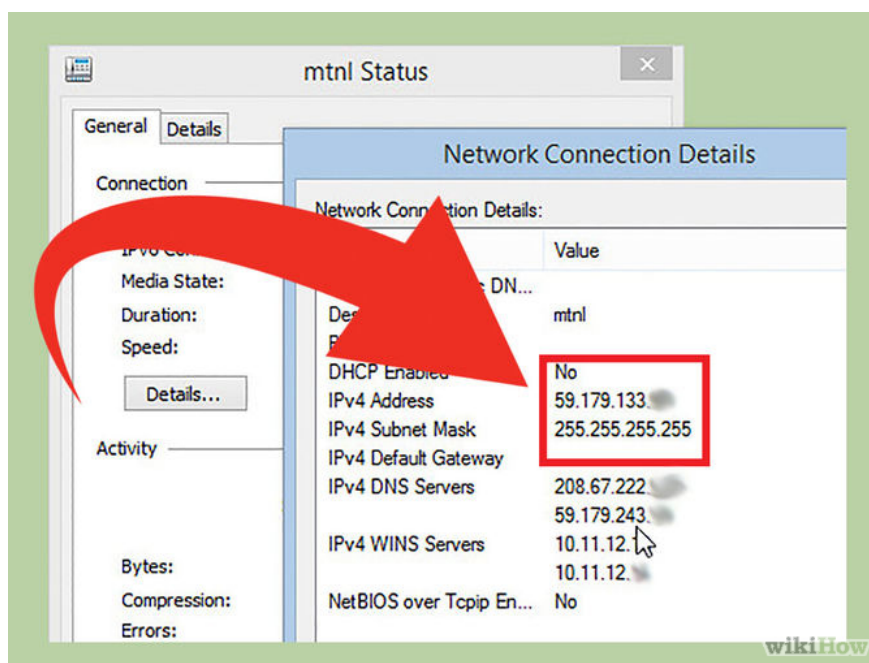 mtnl Status
General Details
Connection
Media State:
Duration:
Speed:
Details...
Activity
Bytes:
Compression:
Errors:
Network Connection Details
Network Connection Details:
Value
DN...
mtnl
DHCP Enabled No
IPv4 Address 59.179.133.
IPv4 Subnet Mask 255.255.255.255
IPv4 Default Gateway
IPv4 DNS Servers 208.67.222.
59.179.243.
IPv4 WINS Servers 10.11.12.
10.11.12.
NetBIOS over Tcpip En... No
wikiHow